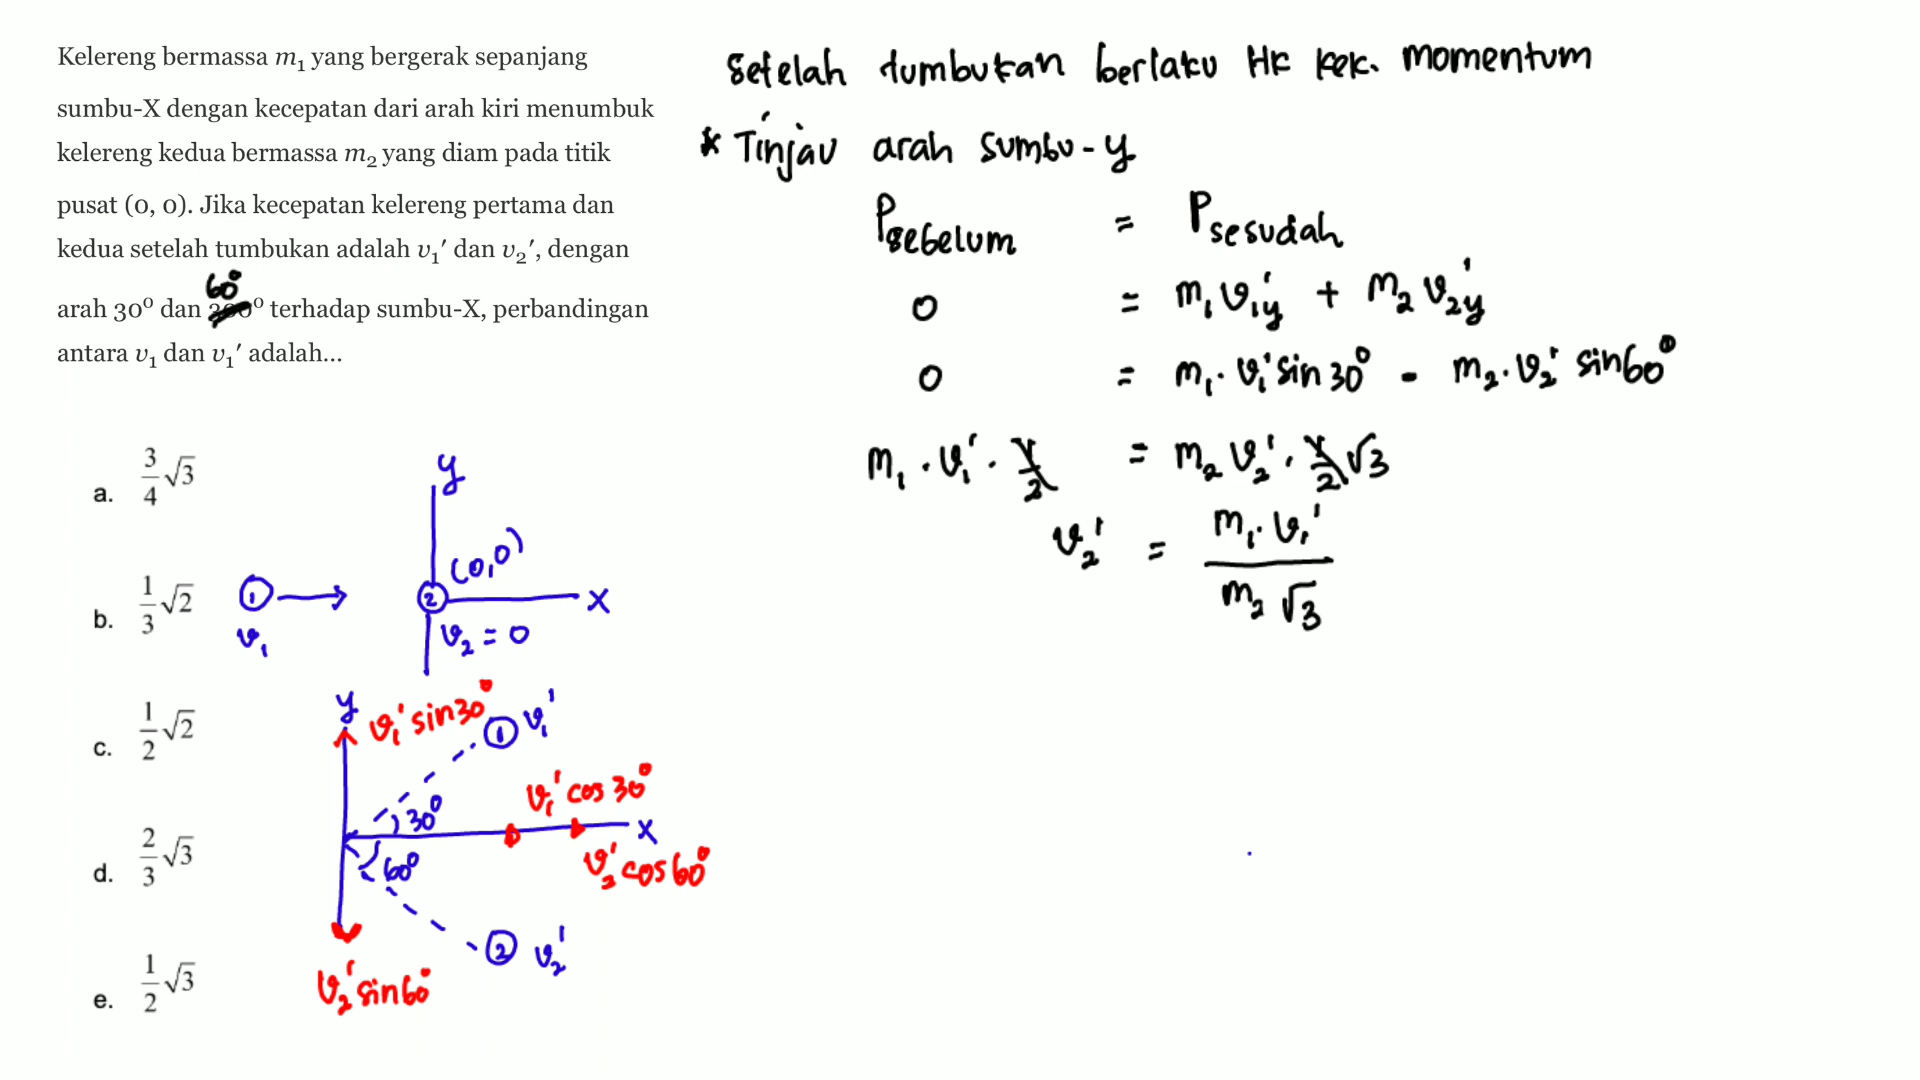 Kelereng bermassa m₁ yang bergerak sepanjang
sumbu-X dengan kecepatan dari arah kiri menumbuk
kelereng kedua bermassa m₂ yang diam pada titik
pusat (0, 0). Jika kecepatan kelereng pertama dan
kedua setelah tumbukan adalah v₁′ dan v₂′, dengan
60°
arah 30⁰ dan ⁰ terhadap sumbu-X, perbandingan
antara v₁ dan v₁′ adalah...
a. 3/4 √3
b. 1/3 √2
c. 1/2 √2
d. 2/3 √3
e. 1/2 √3
y
(0,0)
1
2
x
v₁
v₂ = 0
y
v₁' sin30°
1 v₁'
v₁' cos 30°
30°
x
60°
v₂' cos60°
2 v₂'
v₂' sin60°
Setelah tumbukan berlaku Hk kek. momentum
* Tinjau arah sumbu-y
Psebelum = Psesudah
0 = m₁ v₁y' + m₂ v₂y'
0 = m₁ . v₁' sin 30° - m₂ . v₂' sin60°
m₁ . v₁' . 1/2 = m₂ v₂' . 1/2 √3
v₂' = m₁ . v₁' / m₂ √3